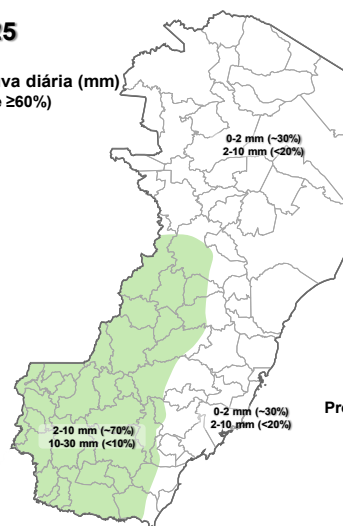 25
va diária (mm)
≥60%)
0-2 mm (~30%)
2-10 mm (<20%)
0-2 mm (~30%)
2-10 mm (<20%)
2-10 mm (~70%)
10-30 mm (<10%)